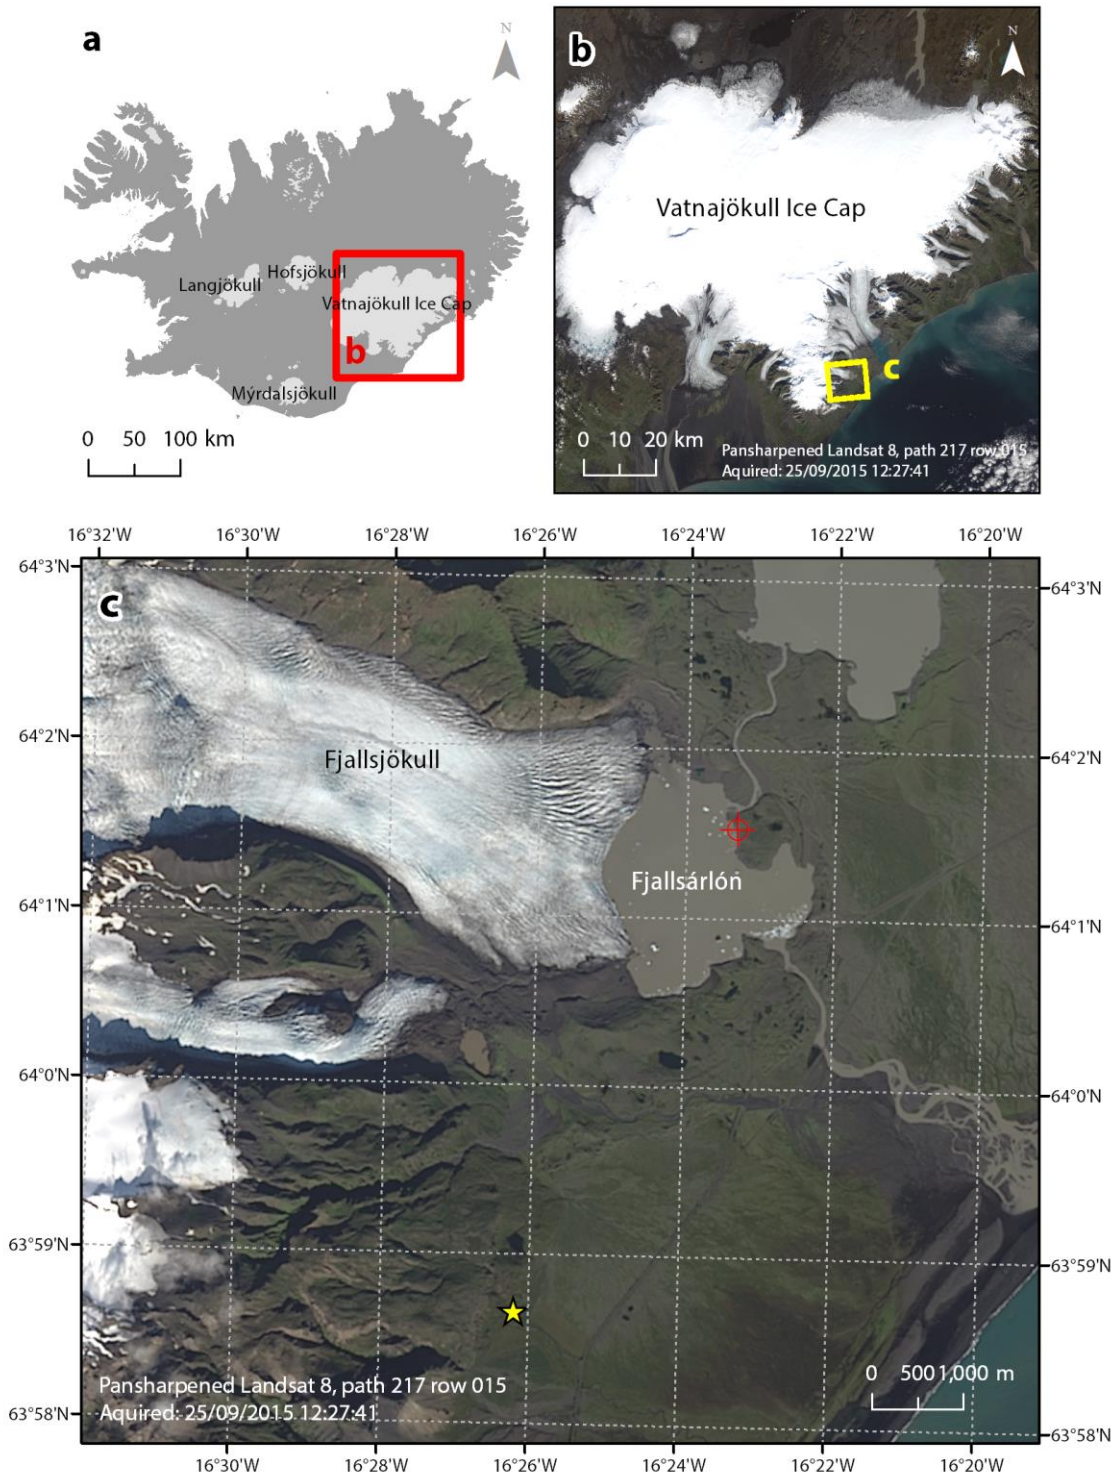 a
N
Langjökull
Hofsjökull
Vatnajökull Ice Cap
b
Mýrdalsjökull
0 50 100 km
b
N
Vatnajökull Ice Cap
c
0 10 20 km
Pansharpened Landsat 8, path 217 row 015
Aquired: 25/09/2015 12:27:41
16°32'W 16°30'W 16°28'W 16°26'W 16°24'W 16°22'W 16°20'W
64°3'N
64°3'N
c
64°2'N
64°2'N
Fjallsjökull
Fjallsárlón
64°1'N
64°1'N
64°0'N
64°0'N
63°59'N
63°59'N
0 500 1,000 m
Pansharpened Landsat 8, path 217 row 015
Aquired: 25/09/2015 12:27:41
63°58'N
63°58'N
16°30'W 16°28'W 16°26'W 16°24'W 16°22'W 16°20'W